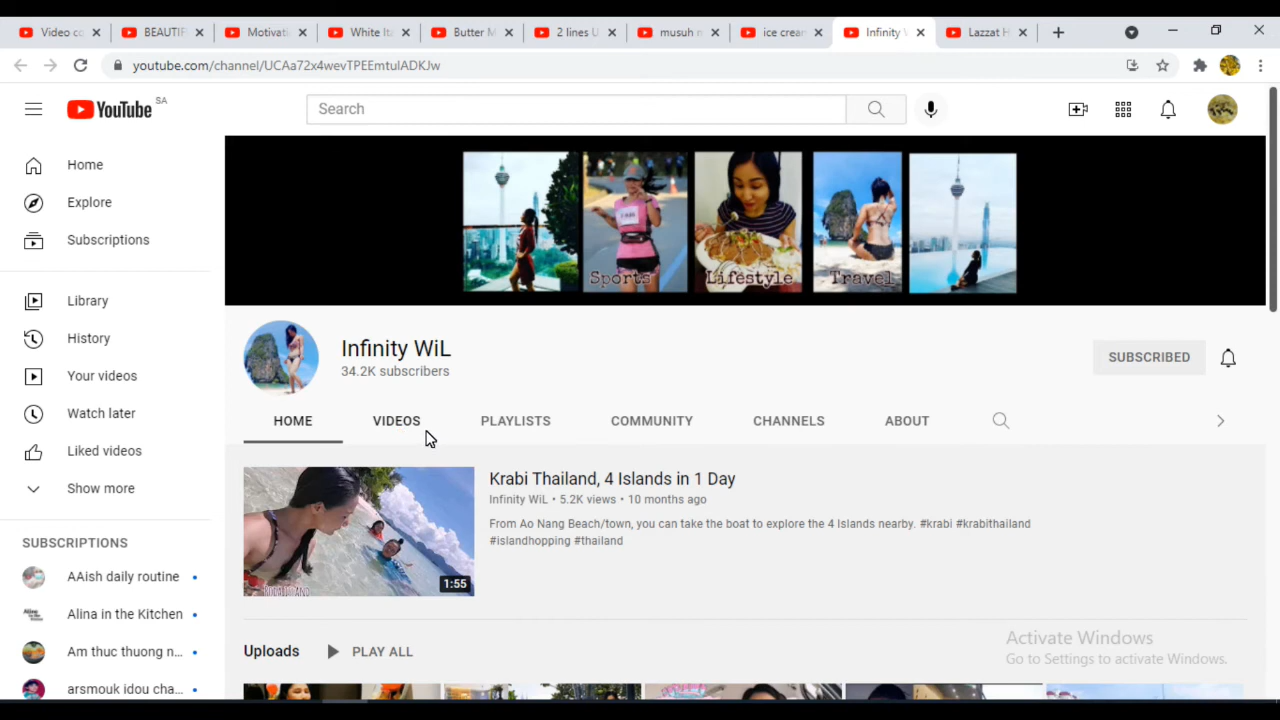 Video co
BEAUTIF
Motivati
White Ita
Butter M
2 lines U
musuh n
ice crean
Infinity W
Lazzat H
youtube.com/channel/UCAa72x4wevTPEEmtulADKJw
YouTube SA
Search
Home
Explore
Subscriptions
Library
History
Your videos
Watch later
Liked videos
Show more
SUBSCRIPTIONS
AAish daily routine
Alina in the Kitchen
Am thuc thuong n...
arsmouk idou cha...
Sports
Lifestyle
Travel
Infinity WiL
34.2K subscribers
SUBSCRIBED
HOME VIDEOS PLAYLISTS COMMUNITY CHANNELS ABOUT
1:55
Krabi Thailand, 4 Islands in 1 Day
Infinity WiL • 5.2K views • 10 months ago
From Ao Nang Beach/town, you can take the boat to explore the 4 Islands nearby. #krabi #krabithailand
#islandhopping #thailand
Uploads PLAY ALL
Activate Windows
Go to Settings to activate Windows.